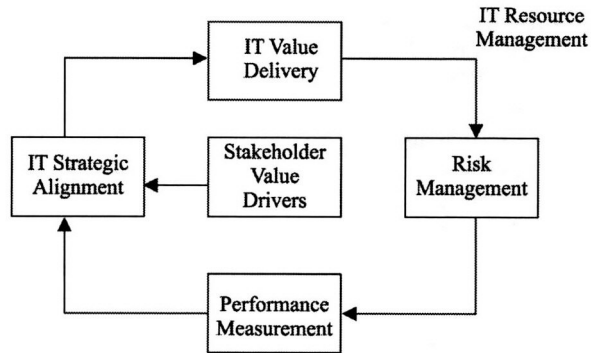 IT Resource
Management
IT Value
Delivery
IT Strategic
Alignment
Stakeholder
Value
Drivers
Risk
Management
Performance
Measurement